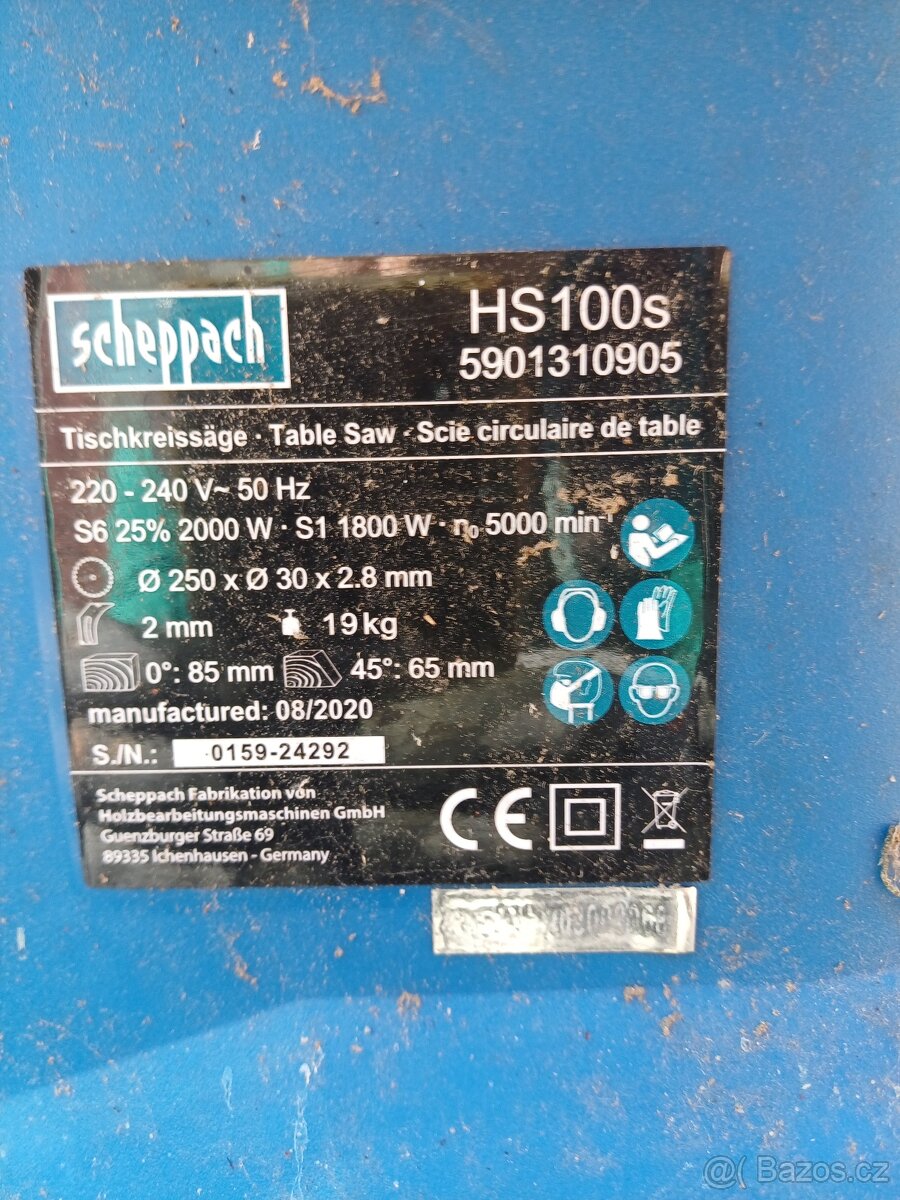 scheppach
HS100s
5901310905
Tischkreissäge · Table Saw · Scie circulaire de table
220 - 240 V~ 50 Hz
S6 25% 2000 W · S1 1800 W · n₀ 5000 min⁻¹
Ø 250 x Ø 30 x 2.8 mm
2 mm 19kg
0°: 85 mm 45°: 65 mm
manufactured: 08/2020
S./N.: 0159-24292
Scheppach Fabrikation von
Holzbearbeitungsmaschinen GmbH
Guenzburger Straße 69
89335 Ichenhausen - Germany
CE
@ Bazos.cz